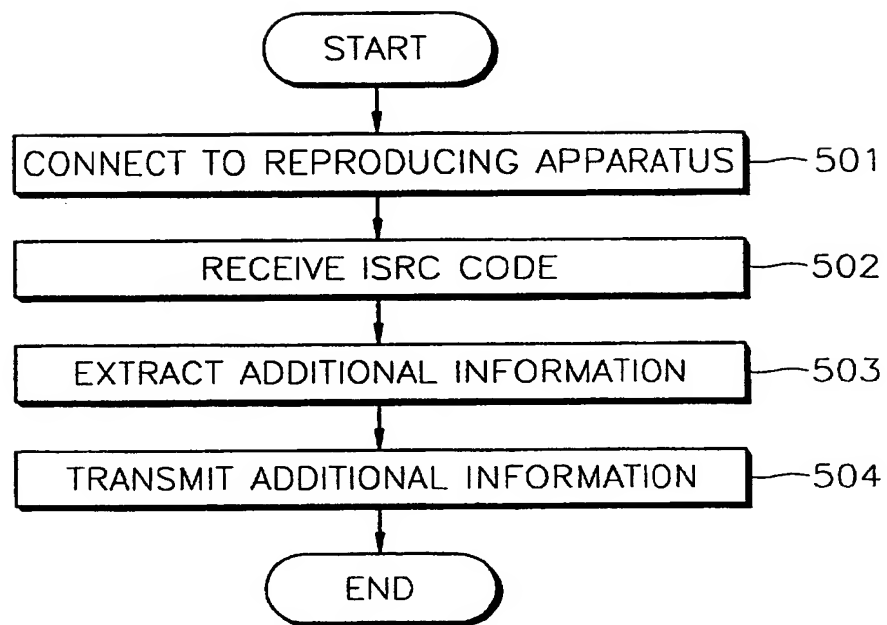 START
CONNECT TO REPRODUCING APPARATUS 501
RECEIVE ISRC CODE 502
EXTRACT ADDITIONAL INFORMATION 503
TRANSMIT ADDITIONAL INFORMATION 504
END